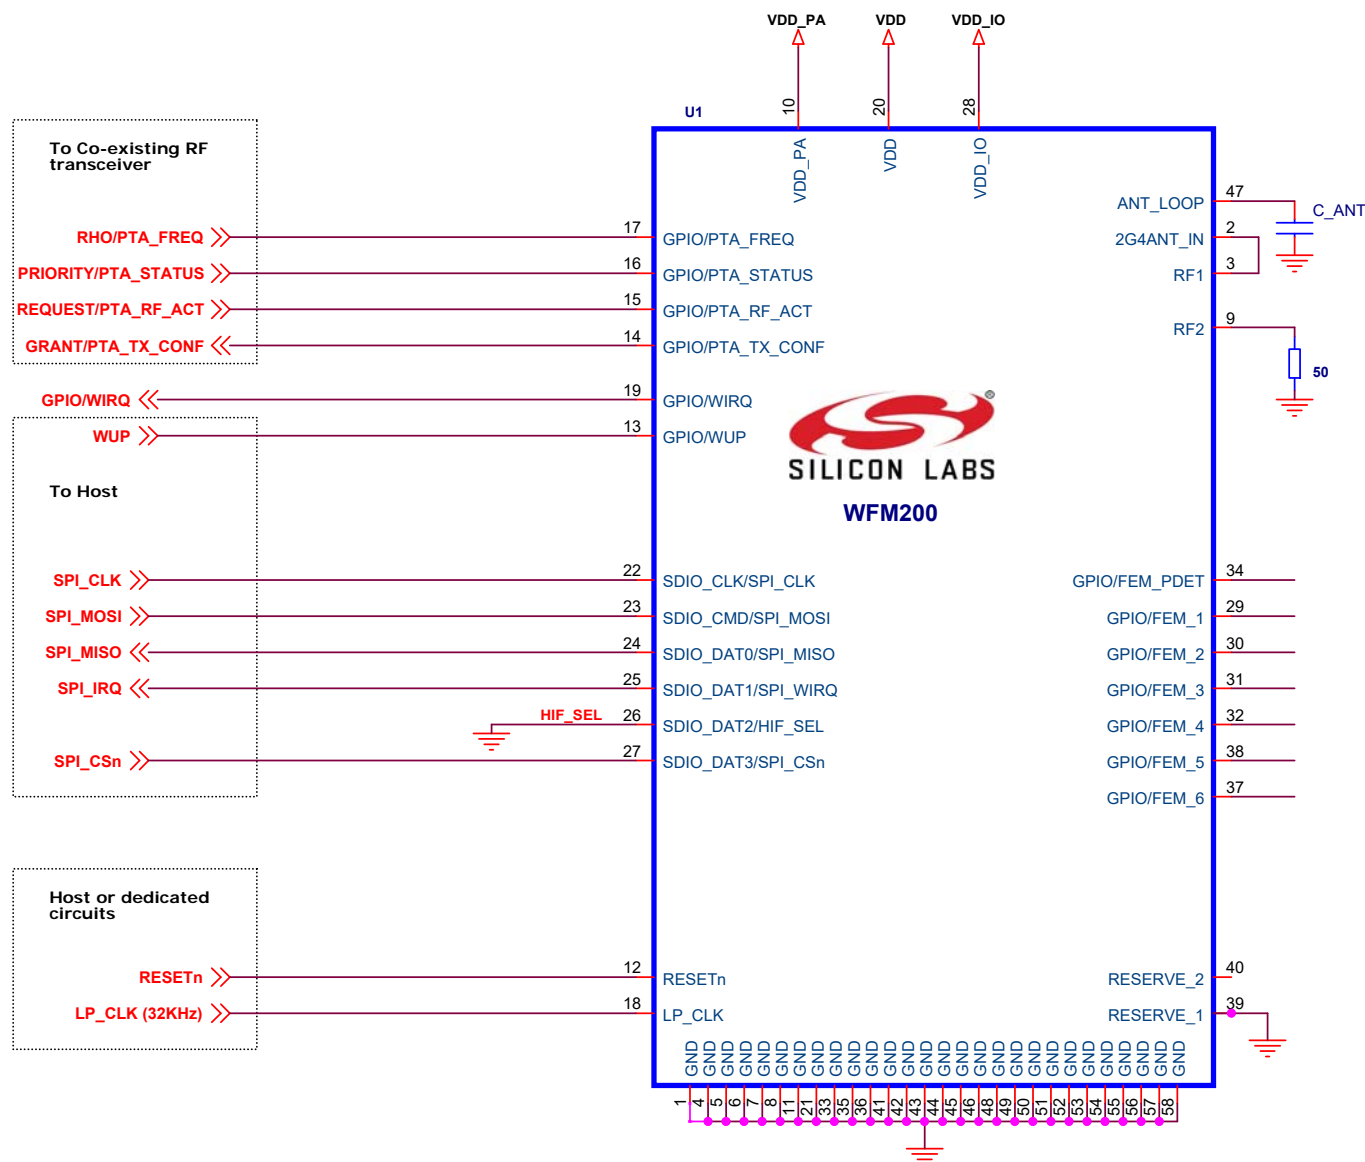 VDD_PA VDD VDD_IO
10 20 28
U1
VDD_PA VDD VDD_IO
To Co-existing RF
transceiver
RHO/PTA_FREQ 17 GPIO/PTA_FREQ
PRIORITY/PTA_STATUS 16 GPIO/PTA_STATUS
REQUEST/PTA_RF_ACT 15 GPIO/PTA_RF_ACT
GRANT/PTA_TX_CONF 14 GPIO/PTA_TX_CONF
GPIO/WIRQ 19 GPIO/WIRQ
WUP 13 GPIO/WUP
To Host
SPI_CLK 22 SDIO_CLK/SPI_CLK
SPI_MOSI 23 SDIO_CMD/SPI_MOSI
SPI_MISO 24 SDIO_DAT0/SPI_MISO
SPI_IRQ 25 SDIO_DAT1/SPI_WIRQ
HIF_SEL 26 SDIO_DAT2/HIF_SEL
SPI_CSn 27 SDIO_DAT3/SPI_CSn
Host or dedicated
circuits
RESETn 12 RESETn
LP_CLK (32KHz) 18 LP_CLK
®
SILICON LABS
WFM200
ANT_LOOP 47 C_ANT
2G4ANT_IN 2
RF1 3
RF2 9
50
GPIO/FEM_PDET 34
GPIO/FEM_1 29
GPIO/FEM_2 30
GPIO/FEM_3 31
GPIO/FEM_4 32
GPIO/FEM_5 38
GPIO/FEM_6 37
RESERVE_2 40
RESERVE_1 39
GND GND GND GND GND GND GND GND GND GND GND GND GND GND GND GND GND GND GND GND GND GND GND GND GND GND GND GND
1 4 5 6 7 8 11 21 33 35 36 41 42 43 44 45 46 48 49 50 51 52 53 54 55 56 57 58